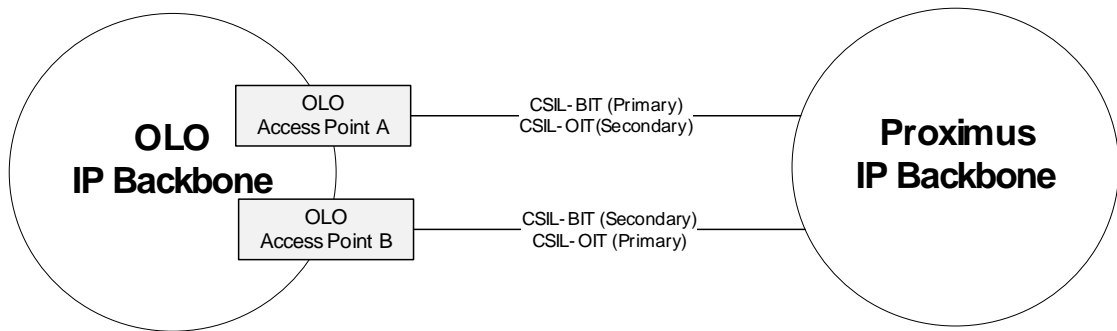 OLO
IP Backbone
OLO
Access Point A
CSIL-BIT (Primary)
CSIL-OIT(Secondary)
OLO
Access Point B
CSIL-BIT (Secondary)
CSIL-OIT (Primary)
Proximus
IP Backbone